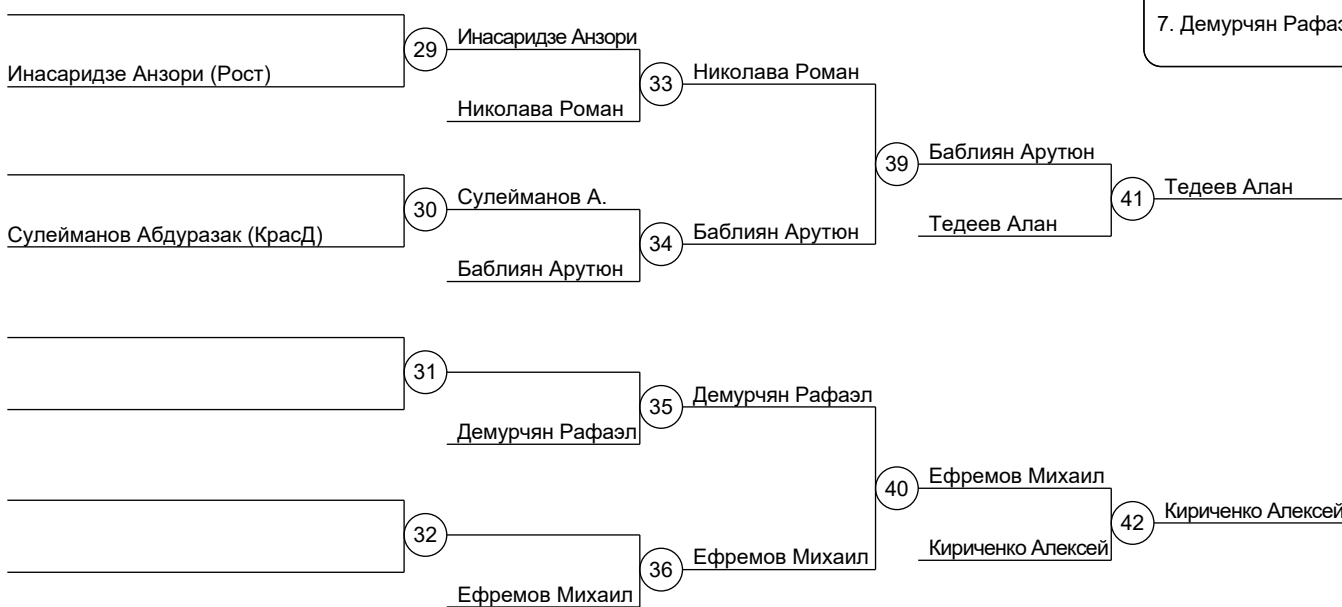 7. Демурчян
29
Инасаридзе Анзори
Инасаридзе Анзори (Рост)
33
Николава Роман
Николава Роман
39
Баблиян Арутюн
30
Сулейманов А.
41
Тедеев Алан
Сулейманов Абдуразак (КрасД)
34
Баблиян Арутюн
Тедеев Алан
Баблиян Арутюн
31
35
Демурчян Рафаэл
Демурчян Рафаэл
40
Ефремов Михаил
32
42
Кириченко Алексей
36
Ефремов Михаил
Кириченко Алексей
Ефремов Михаил